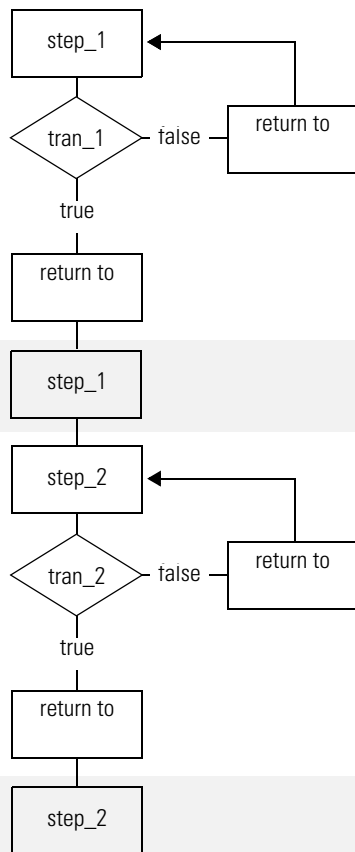 step_1
tran_1
false
return to
true
return to
step_1
step_2
tran_2
false
return to
true
return to
step_2